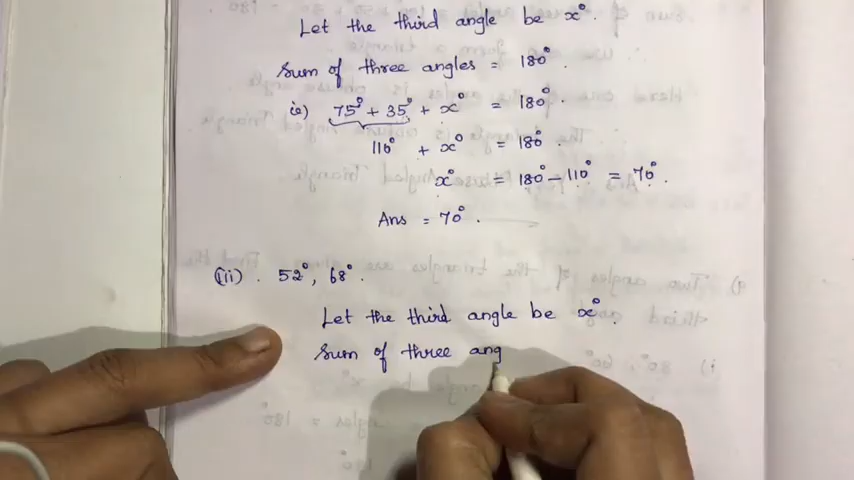 Let the third angle be x°.
Sum of three angles = 180°.
ie) 75° + 35° + x° = 180°.
110° + x° = 180°.
x° = 180° - 110° = 70°.
Ans = 70°.
(ii). 52°, 68°.
Let the third angle be x°.
Sum of three ang